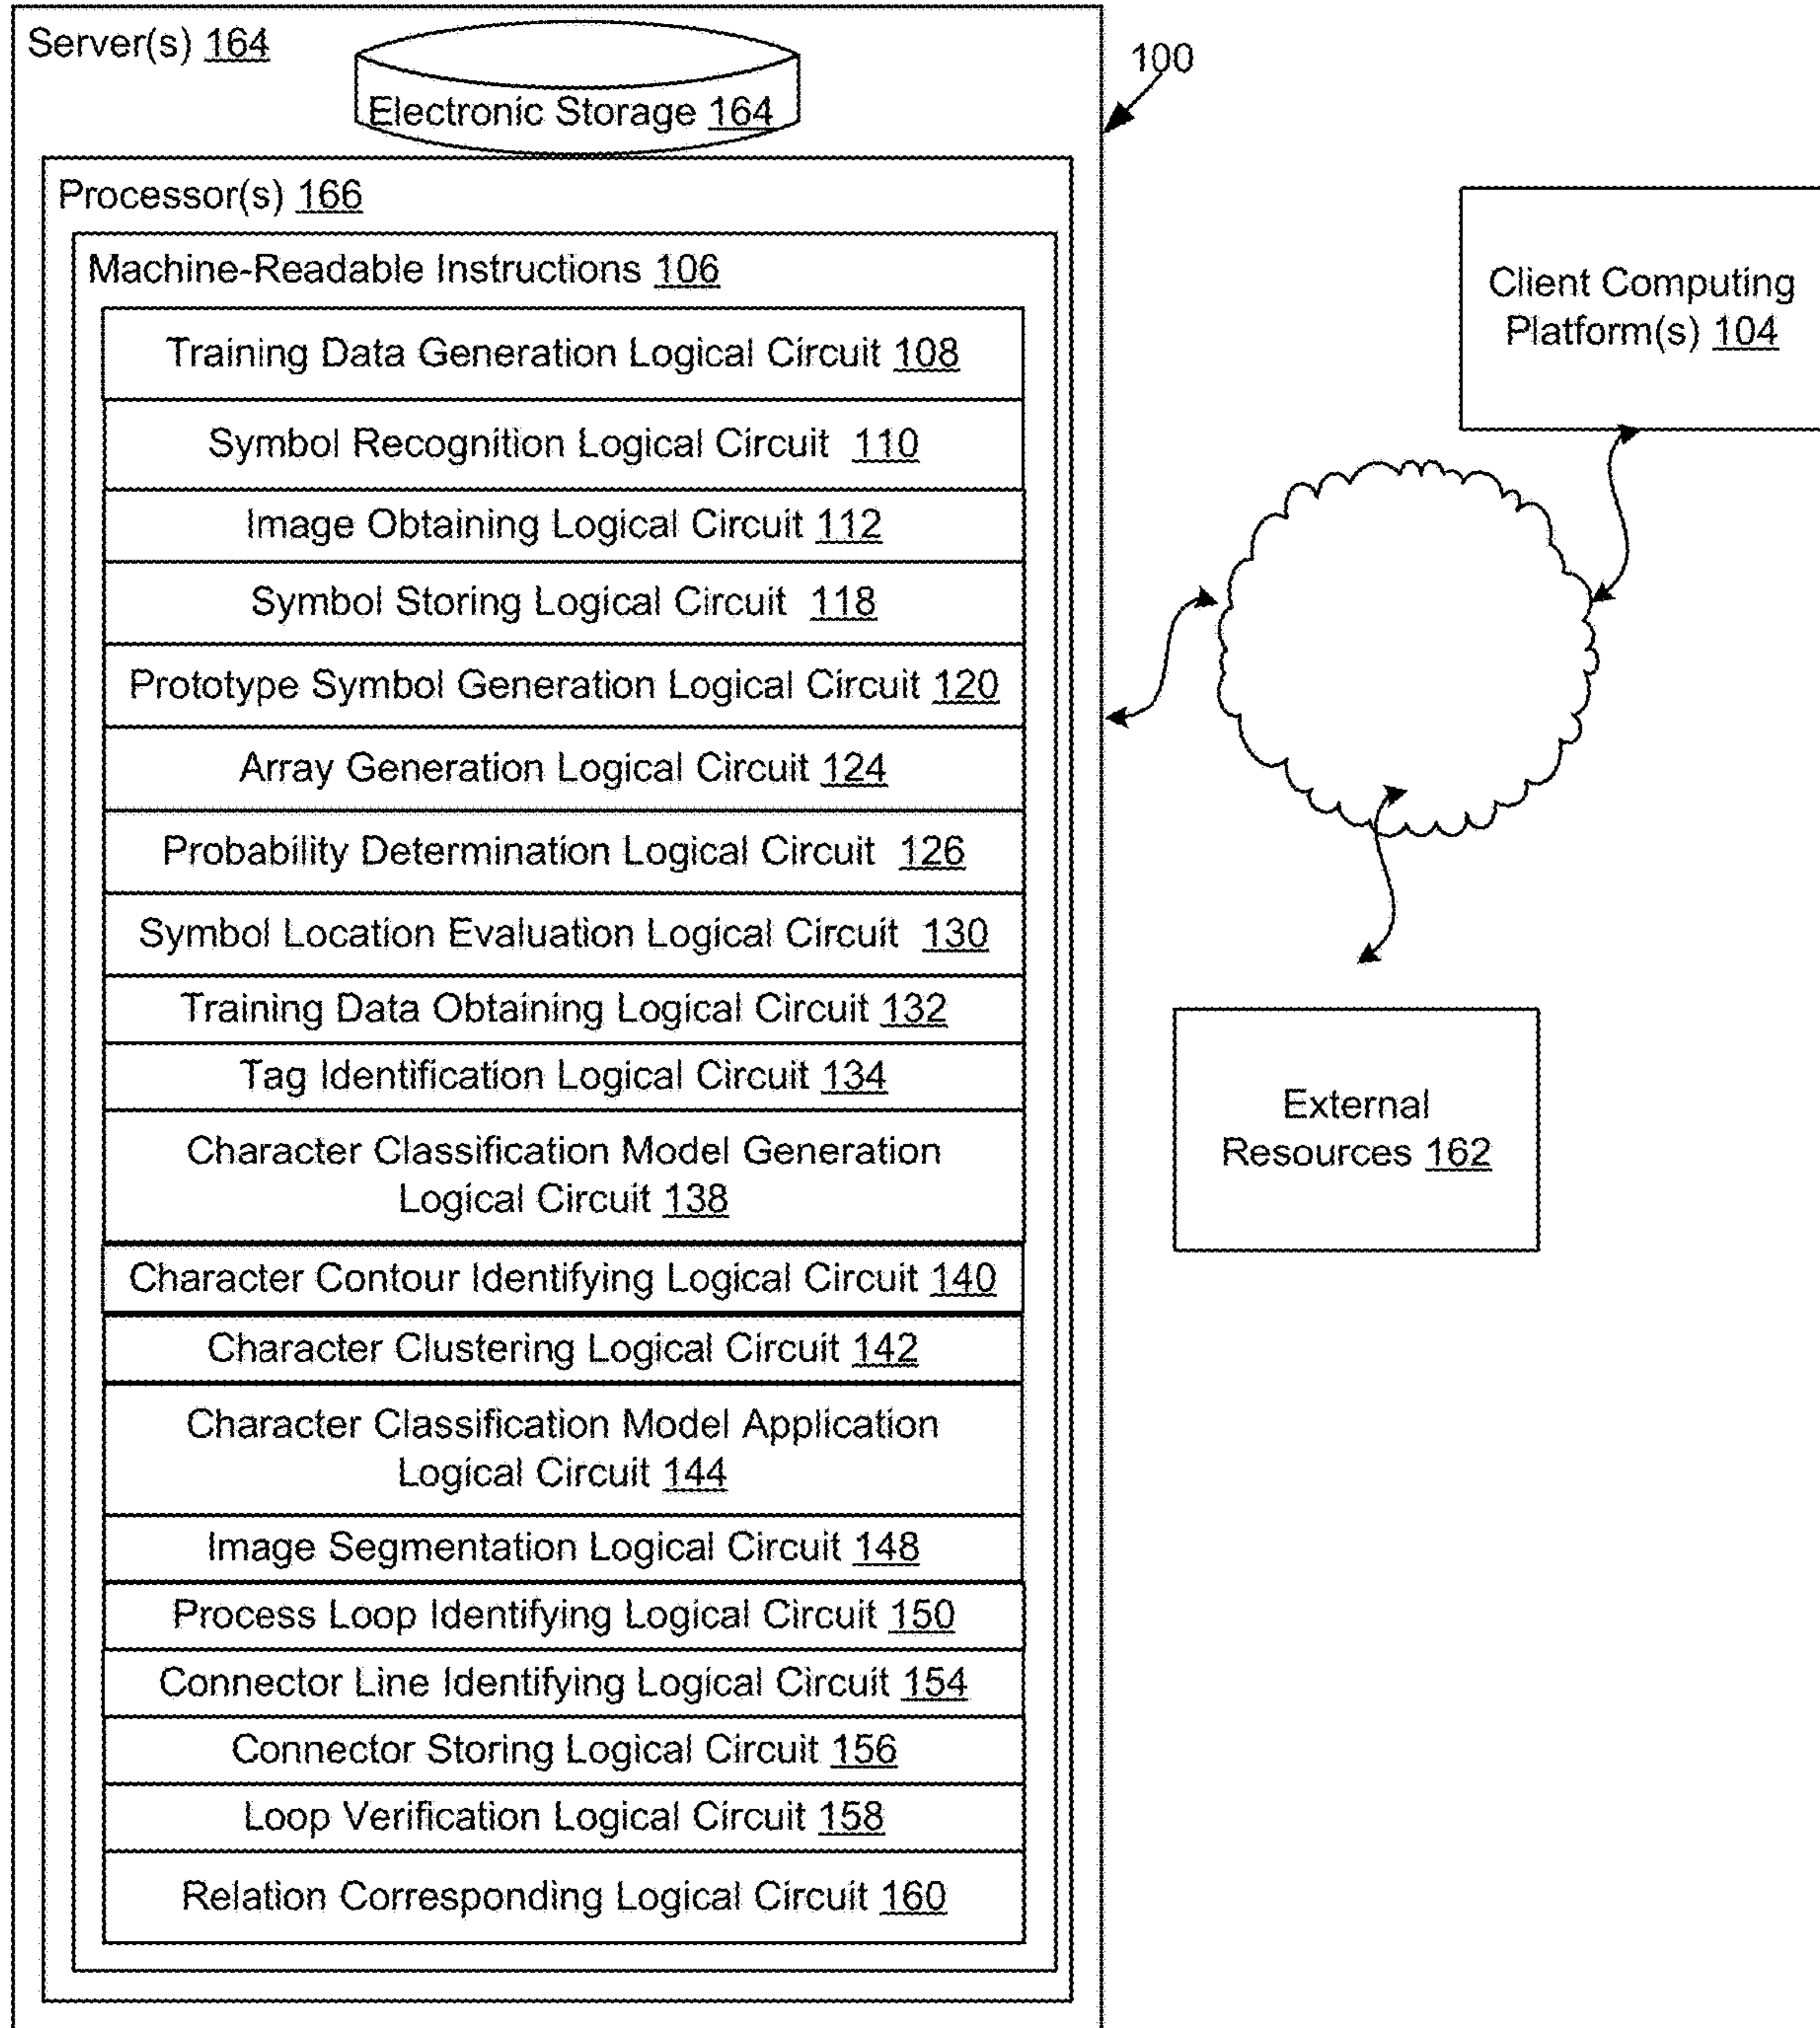 Server(s) 164
Electronic Storage 164
100
Processor(s) 166
Machine-Readable Instructions 106
Training Data Generation Logical Circuit 108
Symbol Recognition Logical Circuit 110
Image Obtaining Logical Circuit 112
Symbol Storing Logical Circuit 118
Prototype Symbol Generation Logical Circuit 120
Array Generation Logical Circuit 124
Probability Determination Logical Circuit 126
Symbol Location Evaluation Logical Circuit 130
Training Data Obtaining Logical Circuit 132
Tag Identification Logical Circuit 134
Character Classification Model Generation
Logical Circuit 138
Character Contour Identifying Logical Circuit 140
Character Clustering Logical Circuit 142
Character Classification Model Application
Logical Circuit 144
Image Segmentation Logical Circuit 148
Process Loop Identifying Logical Circuit 150
Connector Line Identifying Logical Circuit 154
Connector Storing Logical Circuit 156
Loop Verification Logical Circuit 158
Relation Corresponding Logical Circuit 160
Client Computing
Platform(s) 104
External
Resources 162